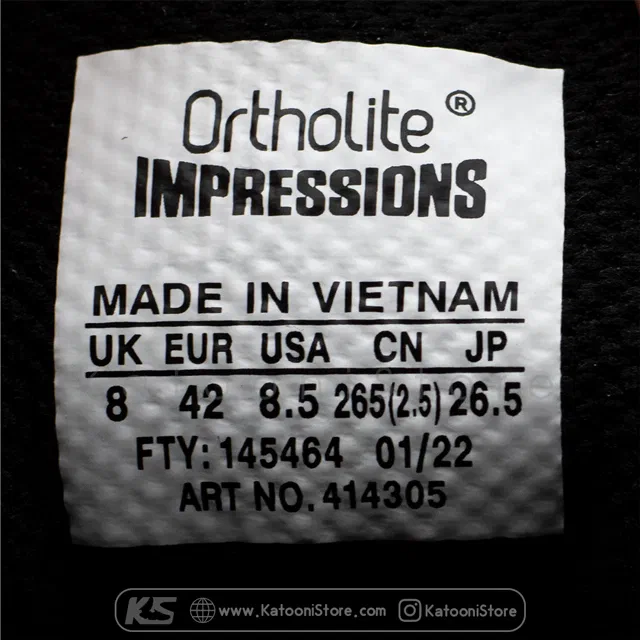 Ortholite®
IMPRESSIONS
MADE IN VIETNAM
UK EUR USA CN JP
8 42 8.5 265(2.5) 26.5
FTY: 145464 01/22
ART NO. 414305
KS www.KatooniStore.com KatooniStore